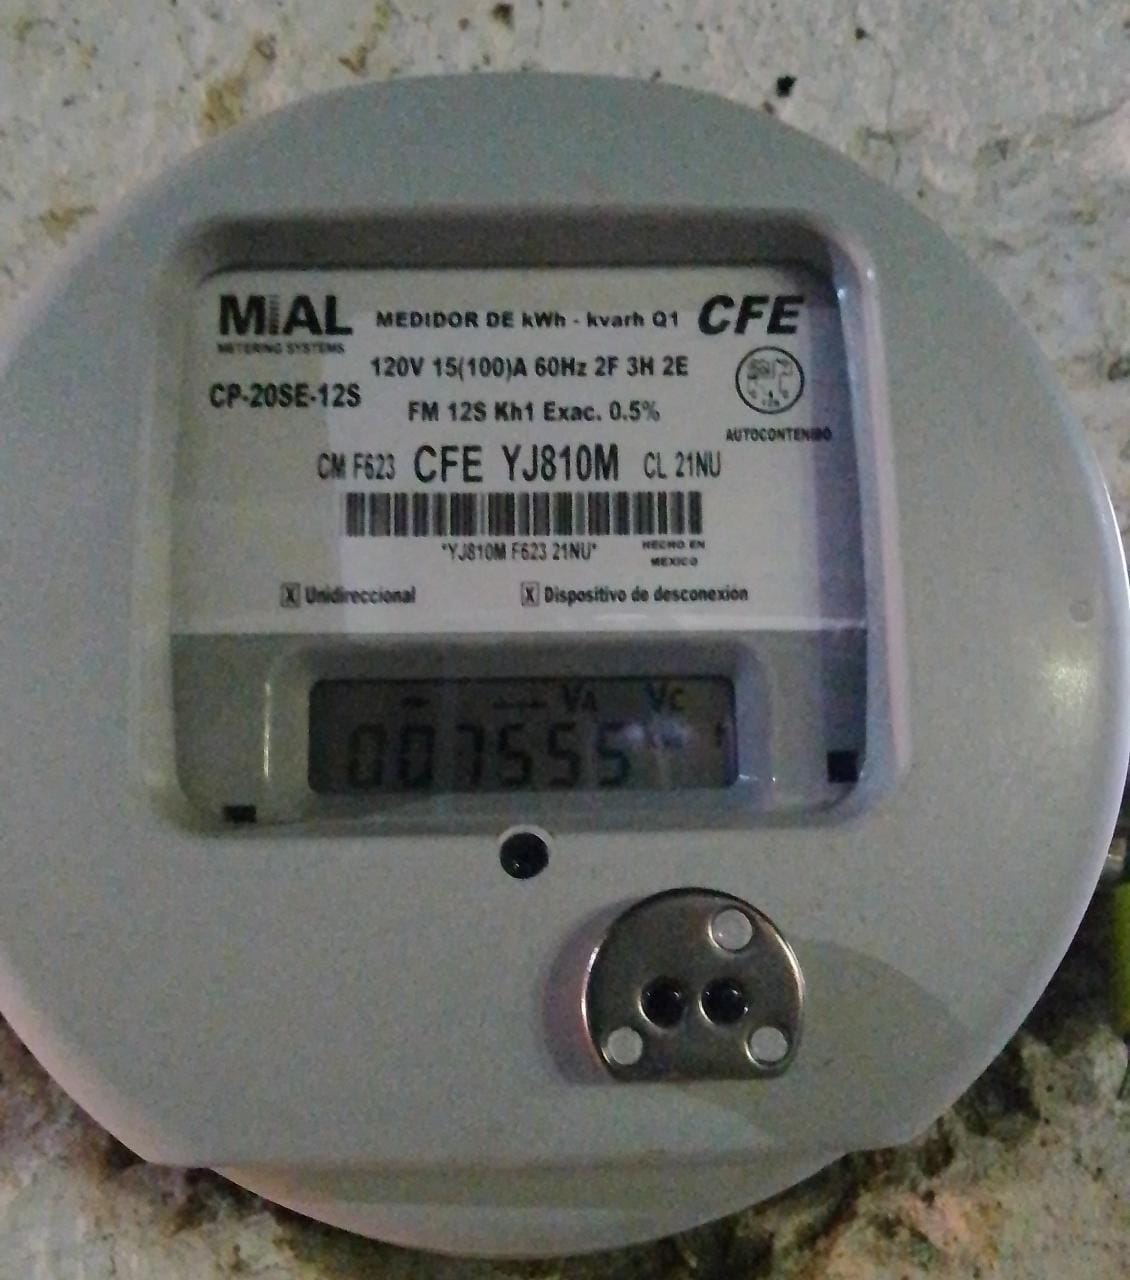 MiAL MEDIDOR DE kWh - kvarh Q1 CFE
METERING SYSTEMS
120V 15(100)A 60Hz 2F 3H 2E
CP-20SE-12S
FM 12S Kh1 Exac. 0.5%
AUTOCONTENIDO
CM F623 CFE YJ810M CL 21NU
*YJ810M F623 21NU*
HECHO EN
MEXICO
X Unidireccional X Dispositivo de desconexión
VA VC
007555